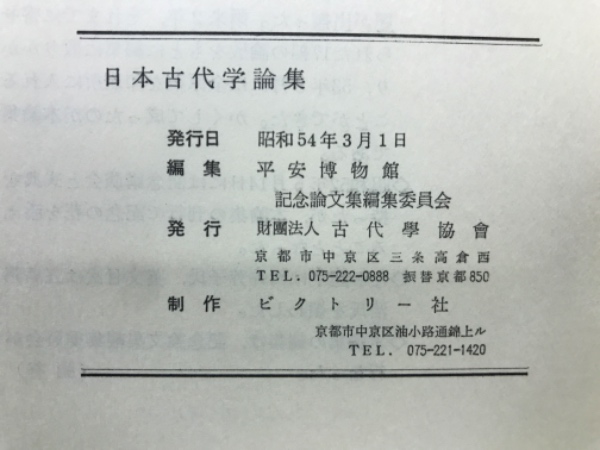 日本古代学論集
発行日 昭和54年3月1日
編集 平安博物館
記念論文集編集委員会
発行 財團法人 古代學協會
京都市中京区三条高倉西
TEL. 075-222-0888 振替京都850
制作 ビクトリー社
京都市中京区油小路通錦上ル
TEL. 075-221-1420